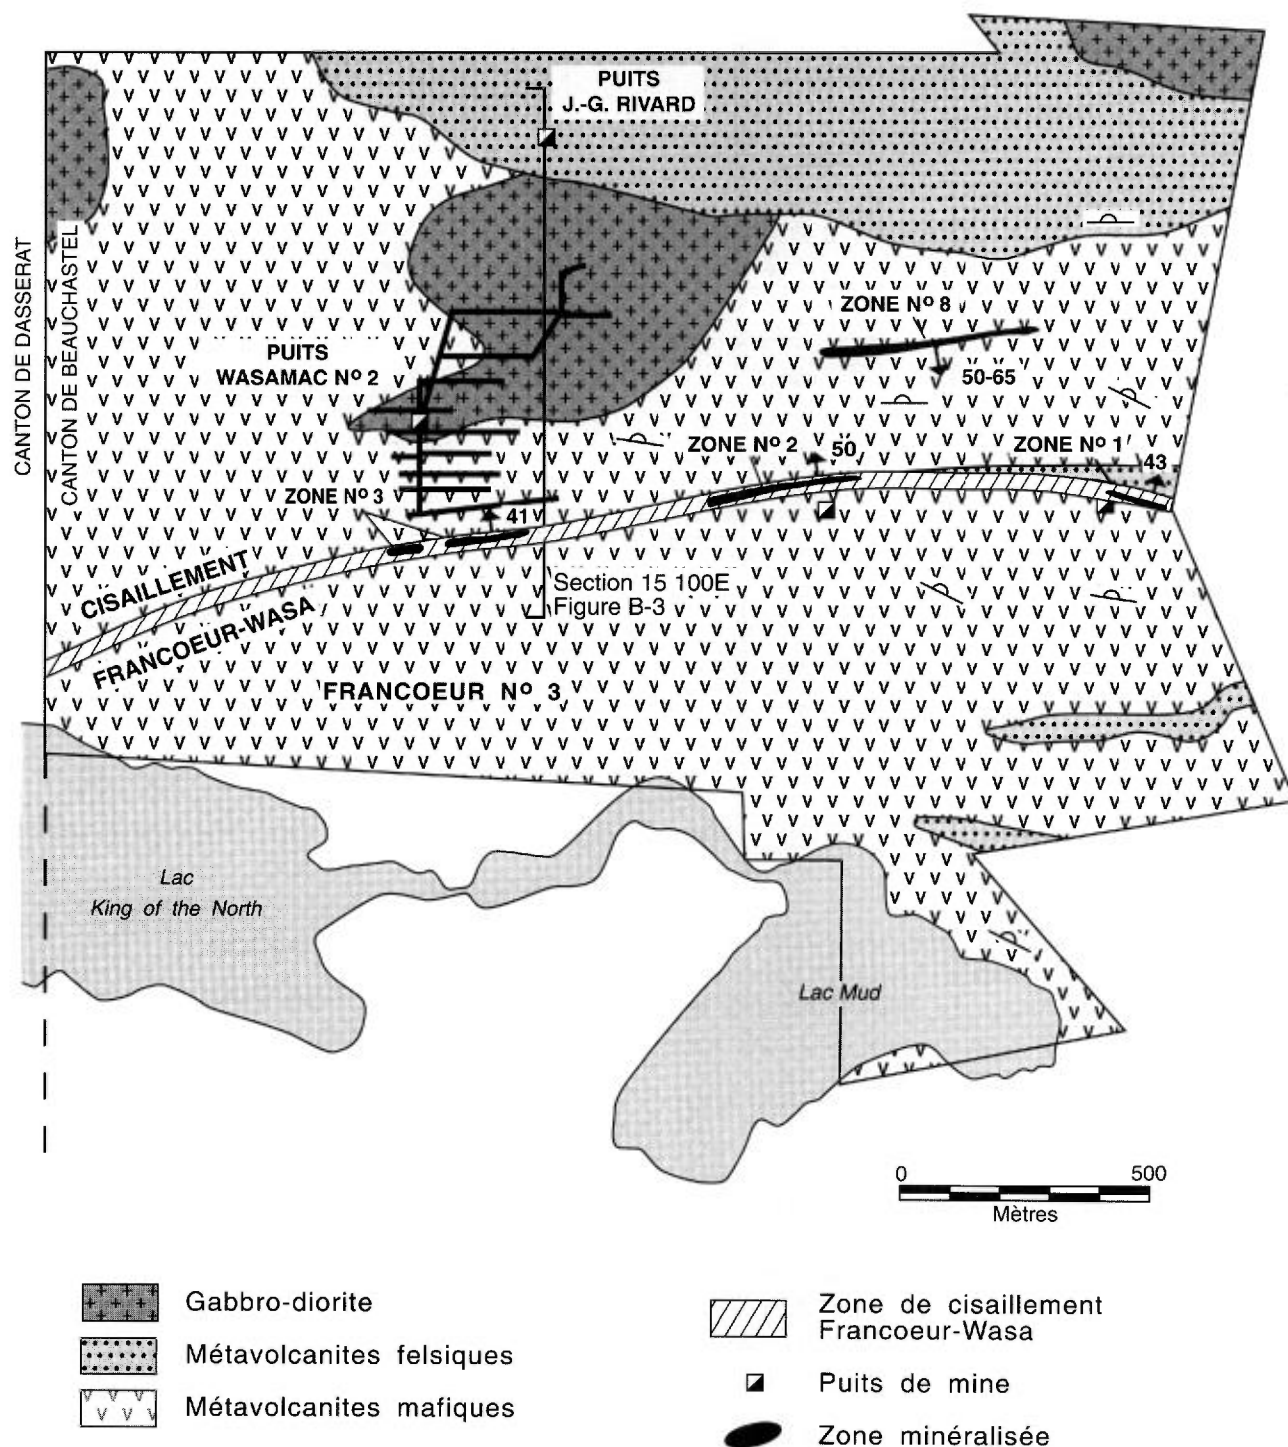 PUITS
J.-G. RIVARD
CANTON DE DASSERAT
CANTON DE BEAUCHASTEL
ZONE Nº 8
50-65
PUITS
WASAMAC Nº 2
ZONE Nº 2
50
ZONE Nº 1
43
ZONE Nº 3
41
CISAILLEMENT
FRANCOEUR-WASA
Section 15 100E
Figure B-3
FRANCOEUR Nº 3
Lac
King of the North
Lac Mud
0 500
Mètres
Gabbro-diorite
Métavolcanites felsiques
Métavolcanites mafiques
Zone de cisaillement
Francoeur-Wasa
Puits de mine
Zone minéralisée